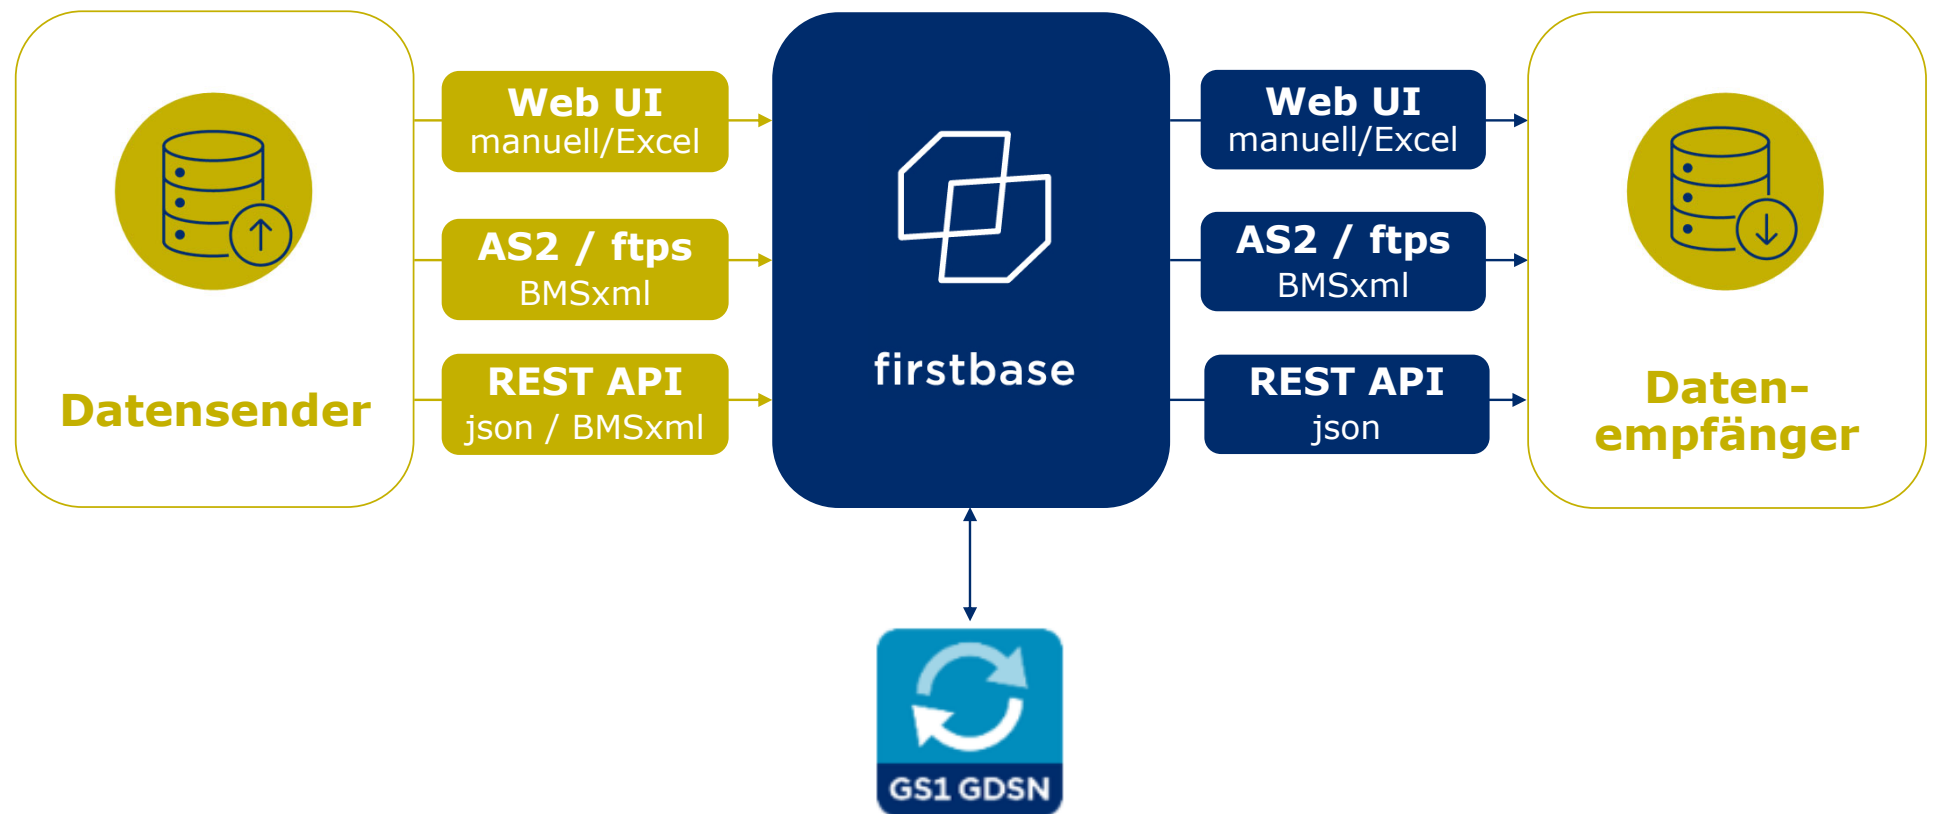 Datensender
Web UI
manuell/Excel
AS2 / ftps
BMSxml
REST API
json / BMSxml
firstbase
Web UI
manuell/Excel
AS2 / ftps
BMSxml
REST API
json
Daten-
empfänger
GS1 GDSN